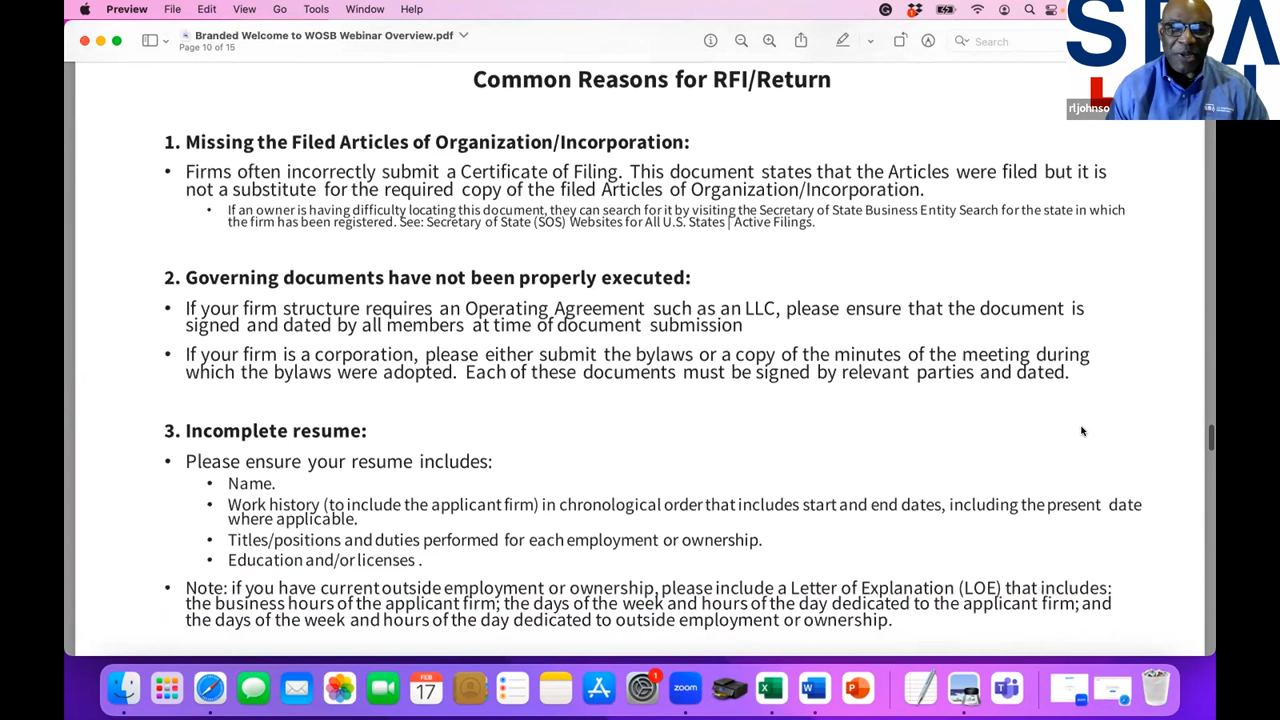 Preview File Edit View Go Tools Window Help
Branded Welcome to WOSB Webinar Overview.pdf
Page 10 of 15
Search
SBA
rljohnso
Common Reasons for RFI/Return
1. Missing the Filed Articles of Organization/Incorporation:
• Firms often incorrectly submit a Certificate of Filing. This document states that the Articles were filed but it is
not a substitute for the required copy of the filed Articles of Organization/Incorporation.
• If an owner is having difficulty locating this document, they can search for it by visiting the Secretary of State Business Entity Search for the state in which
the firm has been registered. See: Secretary of State (SOS) Websites for All U.S. States | Active Filings.
2. Governing documents have not been properly executed:
• If your firm structure requires an Operating Agreement such as an LLC, please ensure that the document is
signed and dated by all members at time of document submission
• If your firm is a corporation, please either submit the bylaws or a copy of the minutes of the meeting during
which the bylaws were adopted. Each of these documents must be signed by relevant parties and dated.
3. Incomplete resume:
• Please ensure your resume includes:
• Name.
• Work history (to include the applicant firm) in chronological order that includes start and end dates, including the present date
where applicable.
• Titles/positions and duties performed for each employment or ownership.
• Education and/or licenses .
• Note: if you have current outside employment or ownership, please include a Letter of Explanation (LOE) that includes:
the business hours of the applicant firm; the days of the week and hours of the day dedicated to the applicant firm; and
the days of the week and hours of the day dedicated to outside employment or ownership.
FEB
17
1
zoom